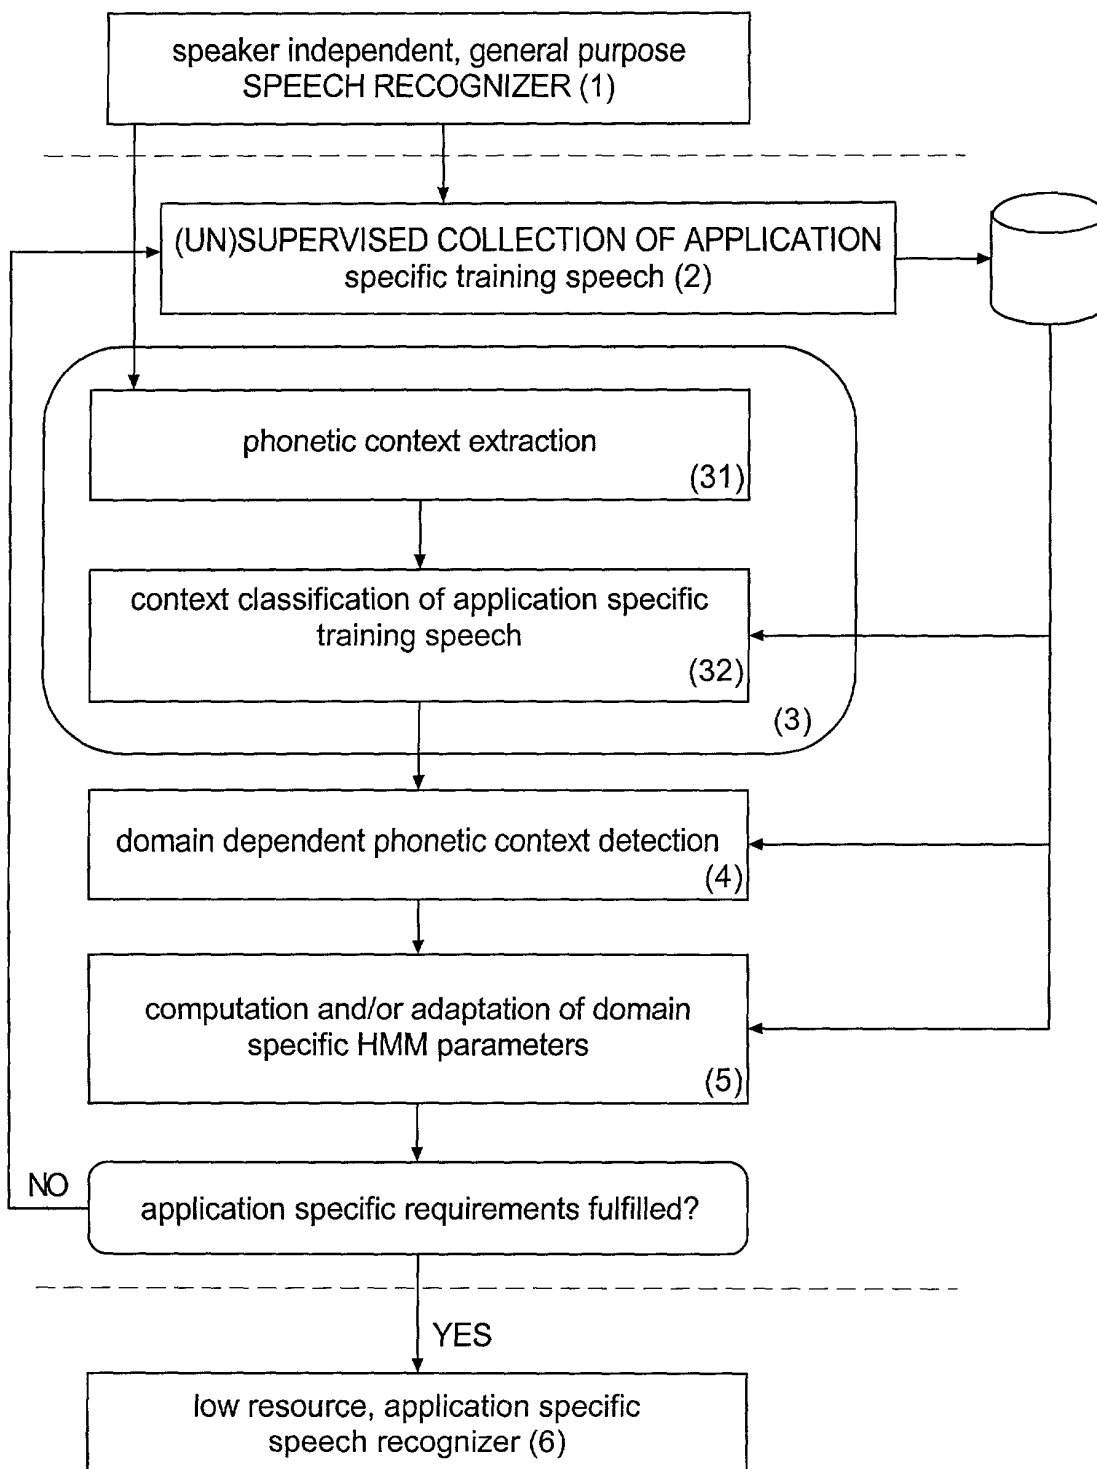 speaker independent, general purpose
SPEECH RECOGNIZER (1)
(UN)SUPERVISED COLLECTION OF APPLICATION
specific training speech (2)
phonetic context extraction
(31)
context classification of application specific
training speech
(32)
(3)
domain dependent phonetic context detection
(4)
computation and/or adaptation of domain
specific HMM parameters
(5)
NO
application specific requirements fulfilled?
YES
low resource, application specific
speech recognizer (6)